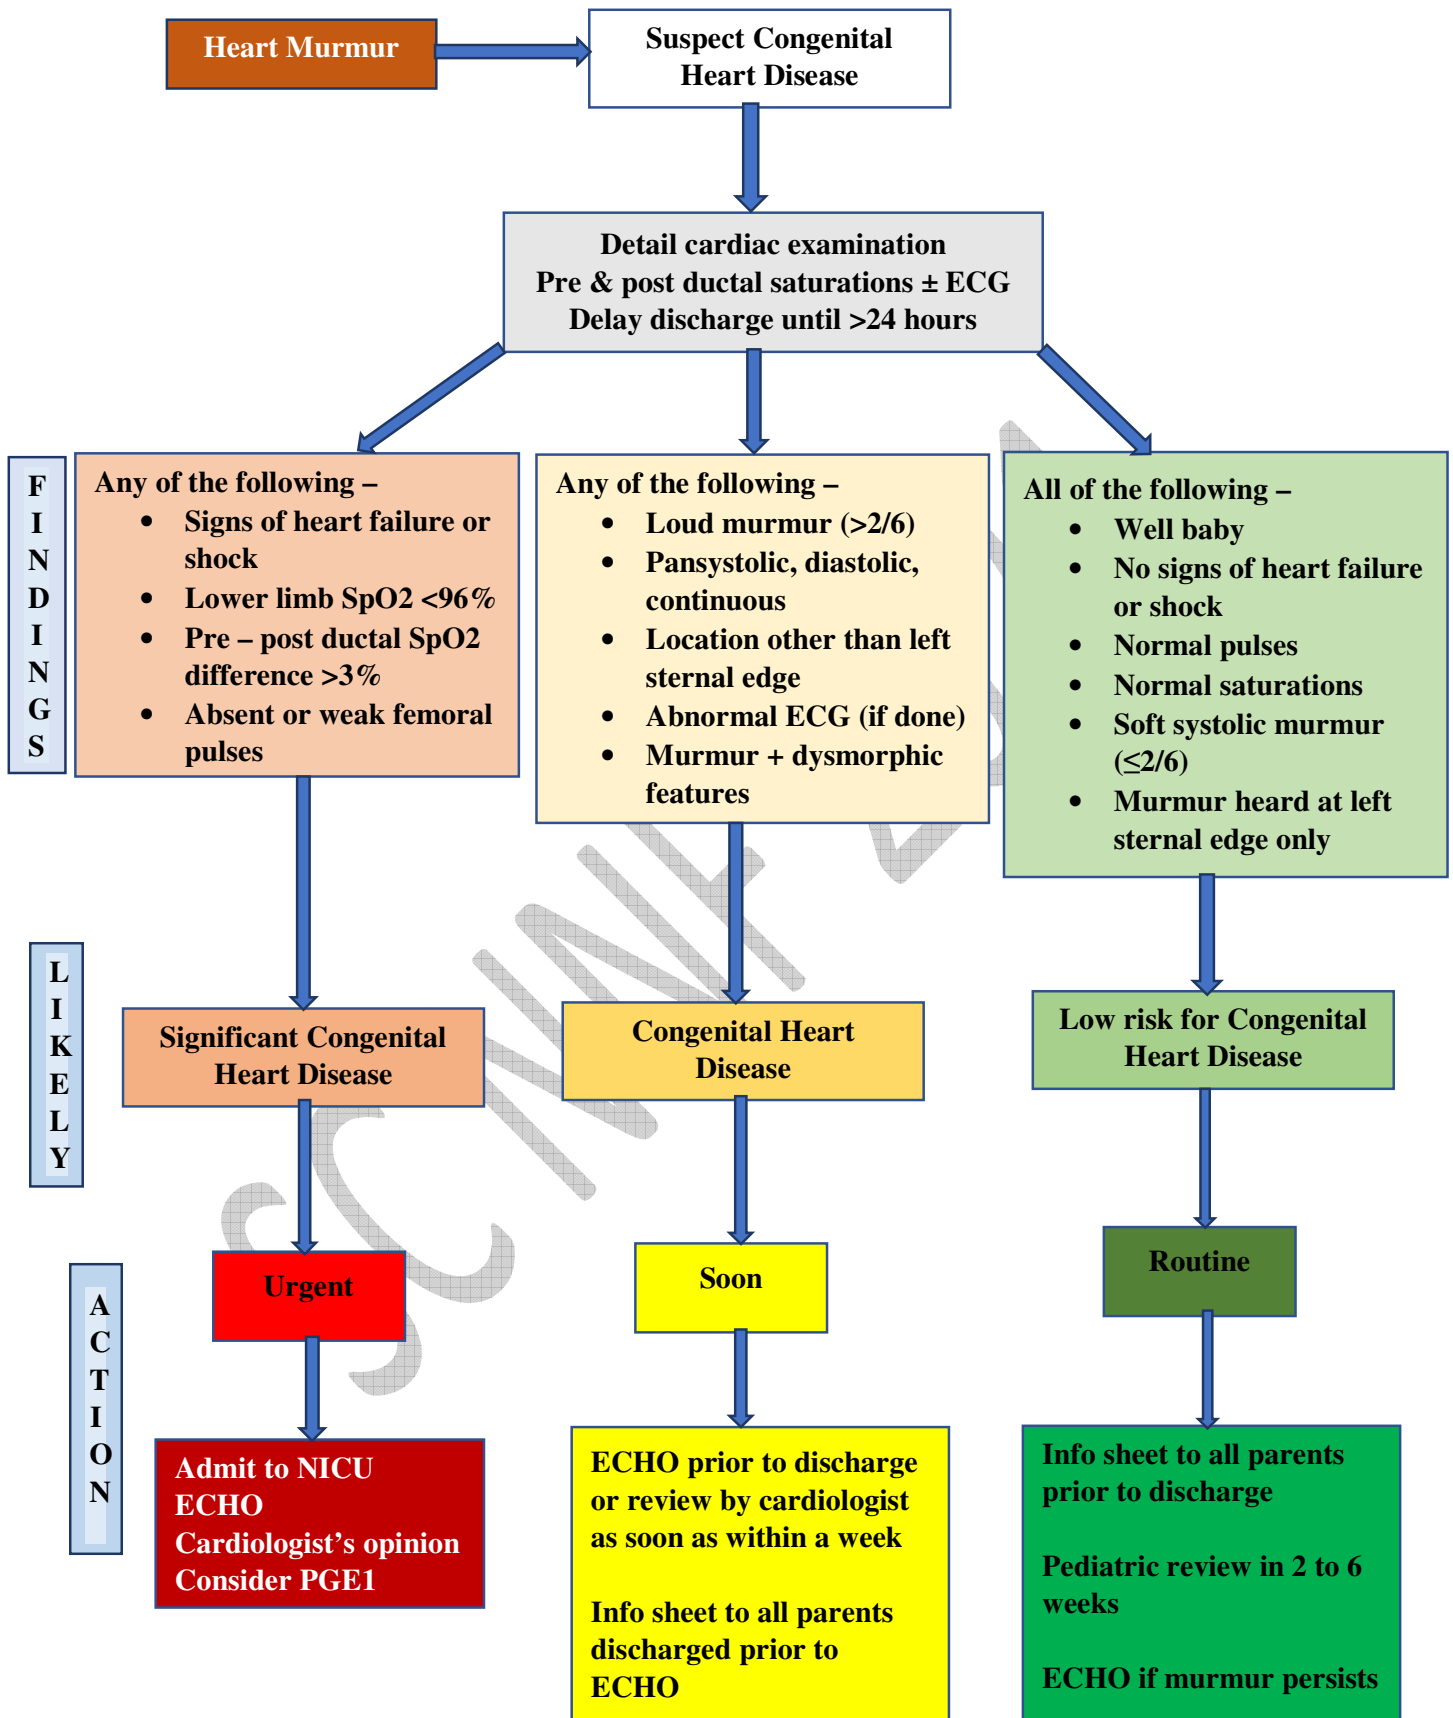 Heart Murmur
Suspect Congenital
Heart Disease
Detail cardiac examination
Pre & post ductal saturations ± ECG
Delay discharge until >24 hours
FINDINGS
Any of the following –
• Signs of heart failure or
shock
• Lower limb SpO2 <96%
• Pre – post ductal SpO2
difference >3%
• Absent or weak femoral
pulses
Any of the following –
• Loud murmur (>2/6)
• Pansystolic, diastolic,
continuous
• Location other than left
sternal edge
• Abnormal ECG (if done)
• Murmur + dysmorphic
features
All of the following –
• Well baby
• No signs of heart failure
or shock
• Normal pulses
• Normal saturations
• Soft systolic murmur
(≤2/6)
• Murmur heard at left
sternal edge only
LIKELY
Significant Congenital
Heart Disease
Congenital Heart
Disease
Low risk for Congenital
Heart Disease
ACTION
Urgent
Soon
Routine
Admit to NICU
ECHO
Cardiologist’s opinion
Consider PGE1
ECHO prior to discharge
or review by cardiologist
as soon as within a week
Info sheet to all parents
discharged prior to
ECHO
Info sheet to all parents
prior to discharge
Pediatric review in 2 to 6
weeks
ECHO if murmur persists